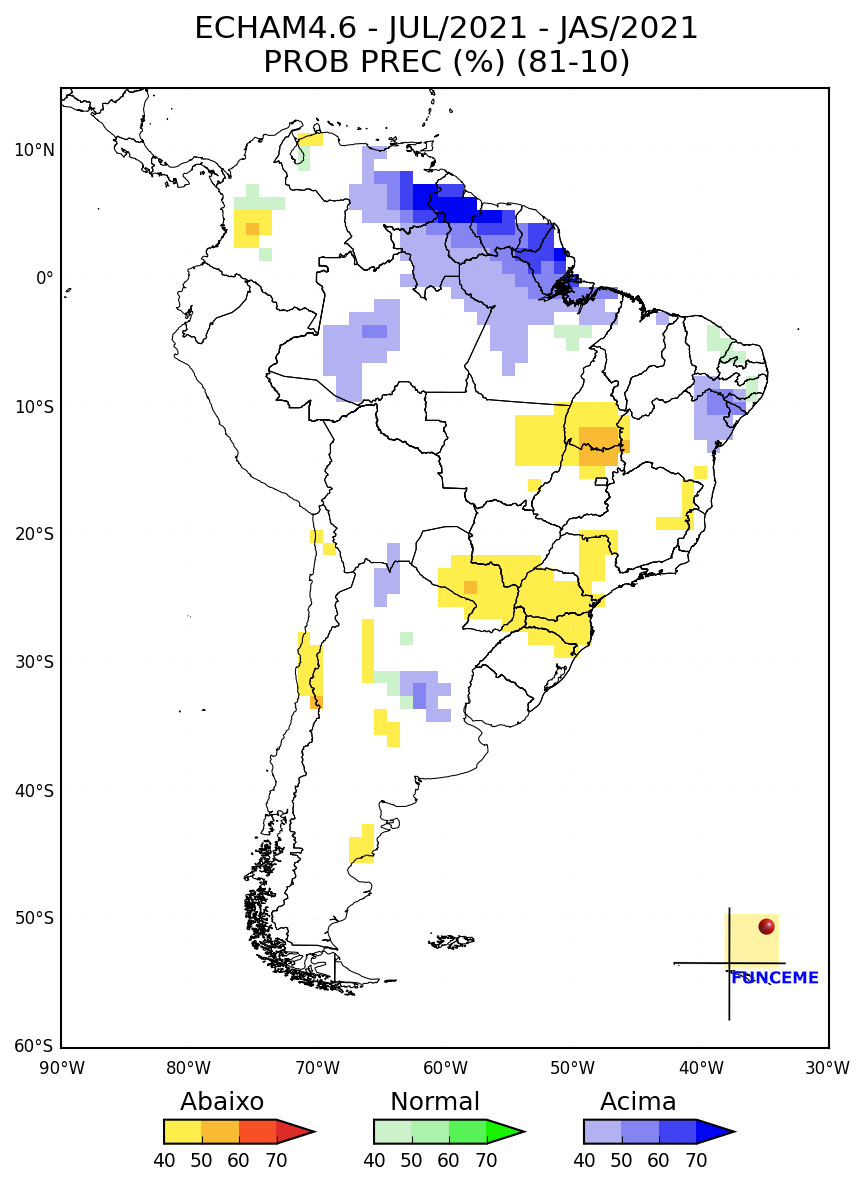 ECHAM4.6 - JUL/2021 - JAS/2021
PROB PREC (%) (81-10)
10°N
0°
10°S
20°S
30°S
40°S
50°S
60°S
90°W 80°W 70°W 60°W 50°W 40°W 30°W
FUNCEME
Abaixo Normal Acima
40 50 60 70 40 50 60 70 40 50 60 70